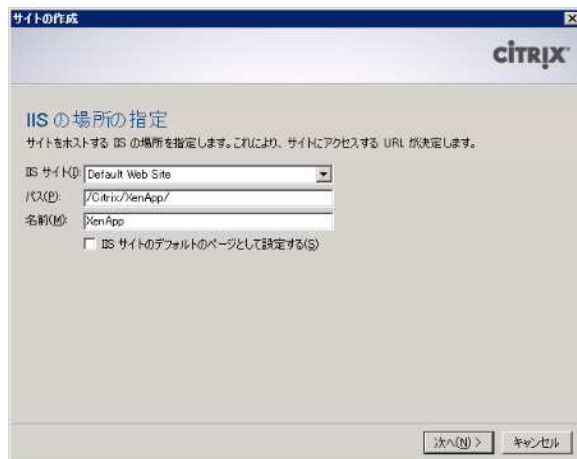 サイトの作成
CITRIX
IIS の場所の指定
サイトをホストする IIS の場所を指定します。これにより、サイトにアクセスする URL が決定します。
IIS サイト(I): Default Web Site
パス(P): /Citrix/XenApp/
名前(M): XenApp
IIS サイトのデフォルトのページとして設定する(S)
次へ(N) > キャンセル